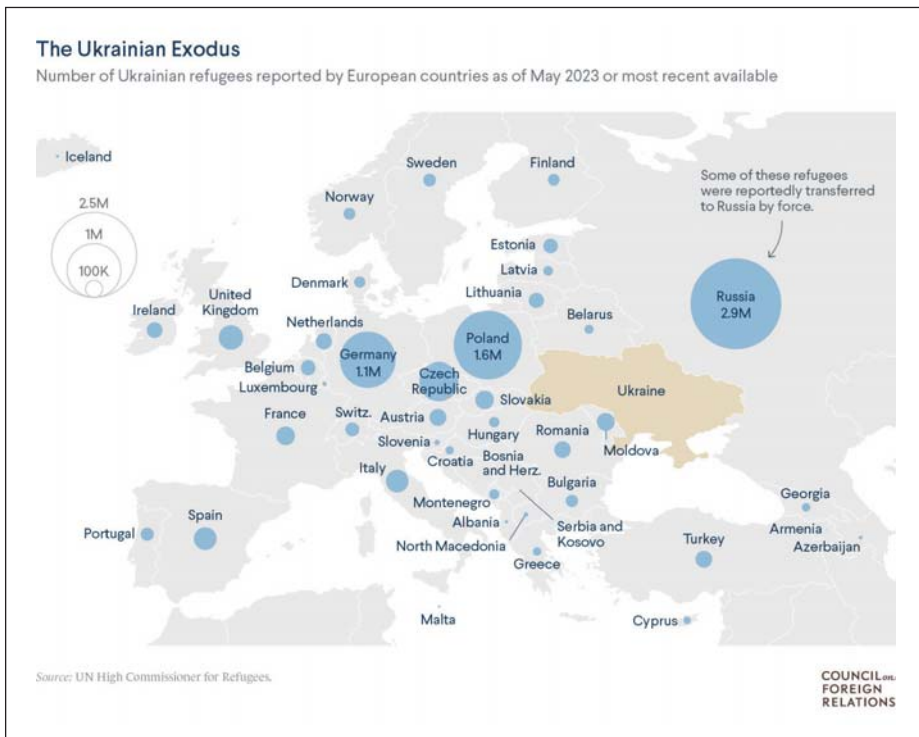 The Ukrainian Exodus
Number of Ukrainian refugees reported by European countries as of May 2023 or most recent available
Iceland
Sweden
Finland
Norway
Some of these refugees
were reportedly transferred
to Russia by force.
2.5M
1M
100K
Estonia
Latvia
Lithuania
Denmark
Russia
2.9M
Ireland
United
Kingdom
Netherlands
Belarus
Poland
1.6M
Germany
1.1M
Belgium
Luxembourg
Czech
Republic
Ukraine
Slovakia
France
Switz.
Austria
Hungary
Romania
Moldova
Slovenia
Croatia
Bosnia
and Herz.
Italy
Bulgaria
Montenegro
Georgia
Portugal
Spain
Albania
Serbia and
Kosovo
North Macedonia
Greece
Turkey
Armenia
Azerbaijan
Malta
Cyprus
Source: UN High Commissioner for Refugees.
COUNCIL on
FOREIGN
RELATIONS